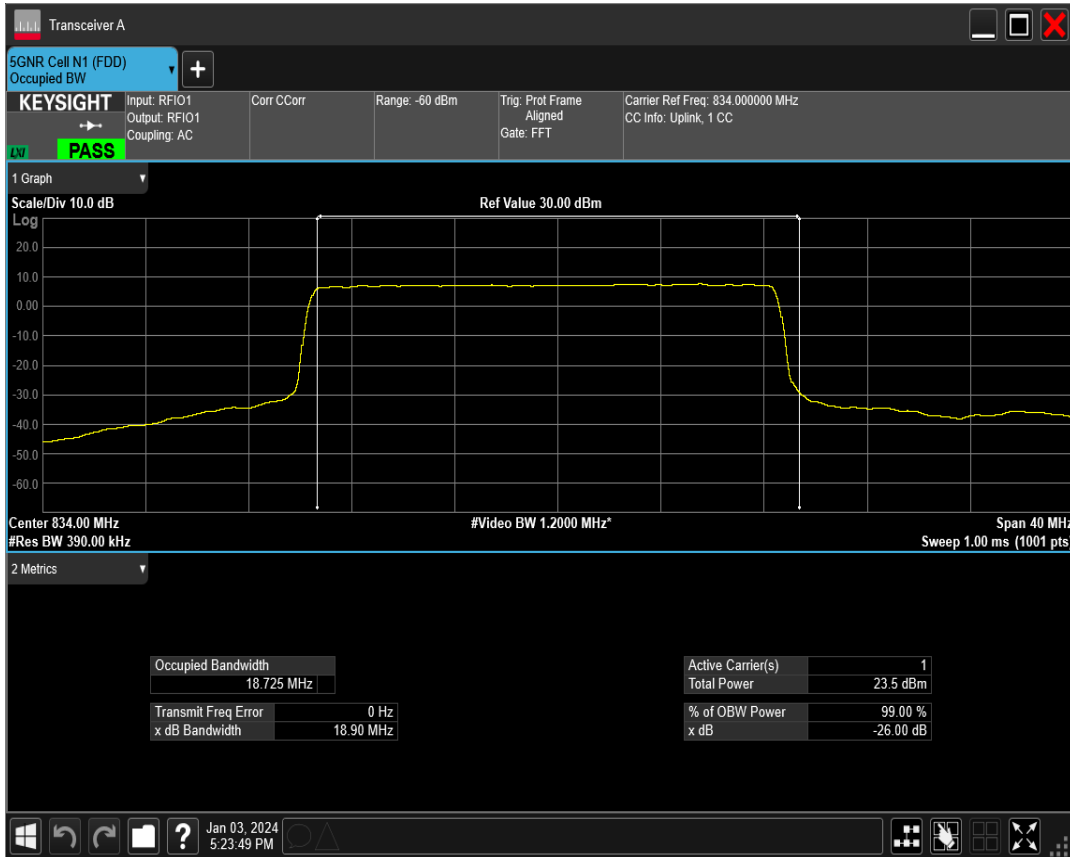 Transceiver A
5GNR Cell N1 (FDD)
Occupied BW
+
KEYSIGHT
LXI
PASS
Input: RFIO1
Output: RFIO1
Coupling: AC
Corr CCorr
Range: -60 dBm
Trig: Prot Frame
Aligned
Gate: FFT
Carrier Ref Freq: 834.000000 MHz
CC Info: Uplink, 1 CC
1 Graph
Scale/Div 10.0 dB
Ref Value 30.00 dBm
Log
20.0
10.0
0.00
-10.0
-20.0
-30.0
-40.0
-50.0
-60.0
Center 834.00 MHz
#Video BW 1.2000 MHz*
Span 40 MHz
#Res BW 390.00 kHz
Sweep 1.00 ms (1001 pts)
2 Metrics
Occupied Bandwidth
18.725 MHz
Transmit Freq Error 0 Hz
x dB Bandwidth 18.90 MHz
Active Carrier(s) 1
Total Power 23.5 dBm
% of OBW Power 99.00 %
x dB -26.00 dB
?
Jan 03, 2024
5:23:49 PM